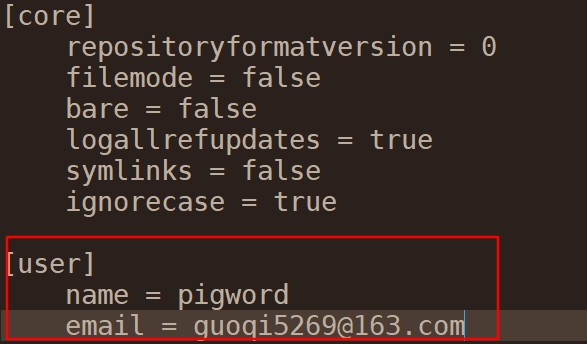 [core]
repositoryformatversion = 0
filemode = false
bare = false
logallrefupdates = true
symlinks = false
ignorecase = true
[user]
name = pigword
email = guoqi5269@163.com